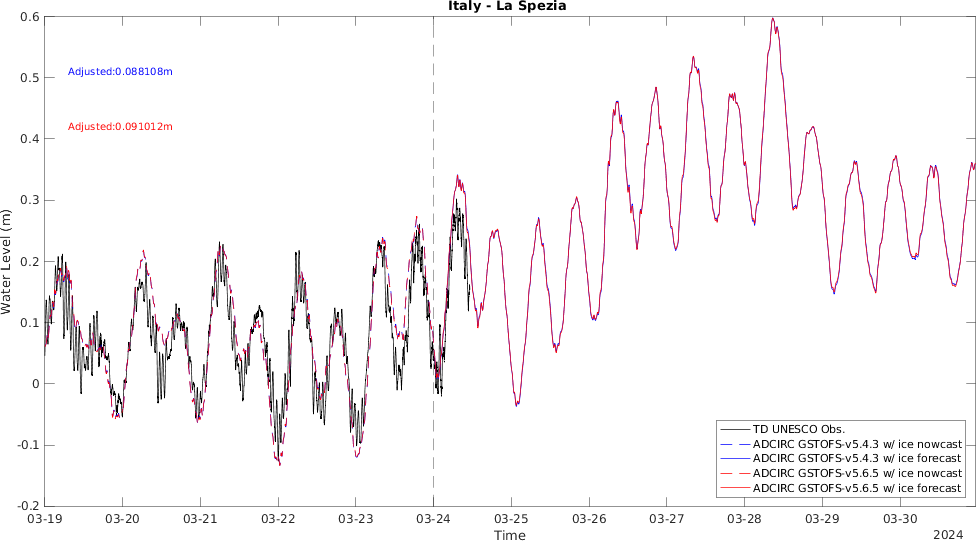 Italy - La Spezia
0.6
0.5
0.4
0.3
0.2
0.1
0
-0.1
-0.2
Water Level (m)
Adjusted:0.088108m
Adjusted:0.091012m
TD UNESCO Obs.
ADCIRC GSTOFS-v5.4.3 w/ ice nowcast
ADCIRC GSTOFS-v5.4.3 w/ ice forecast
ADCIRC GSTOFS-v5.6.5 w/ ice nowcast
ADCIRC GSTOFS-v5.6.5 w/ ice forecast
03-19 03-20 03-21 03-22 03-23 03-24 03-25 03-26 03-27 03-28 03-29 03-30
Time
2024